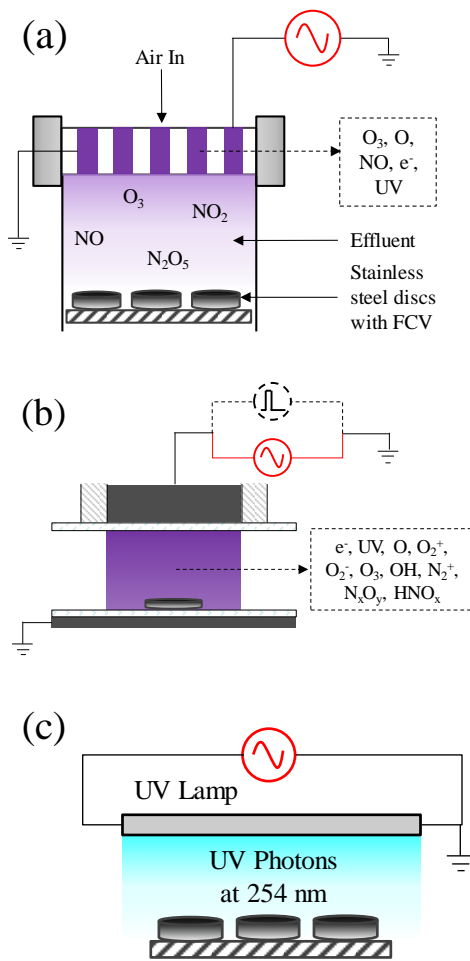 (a)
Air In
O₃, O,
NO, e⁻,
UV
O₃
NO₂
NO
N₂O₅
Effluent
Stainless
steel discs
with FCV
(b)
e⁻, UV, O, O₂⁺,
O₂⁻, O₃, OH, N₂⁺,
NₓOᵧ, HNOₓ
(c)
UV Lamp
UV Photons
at 254 nm